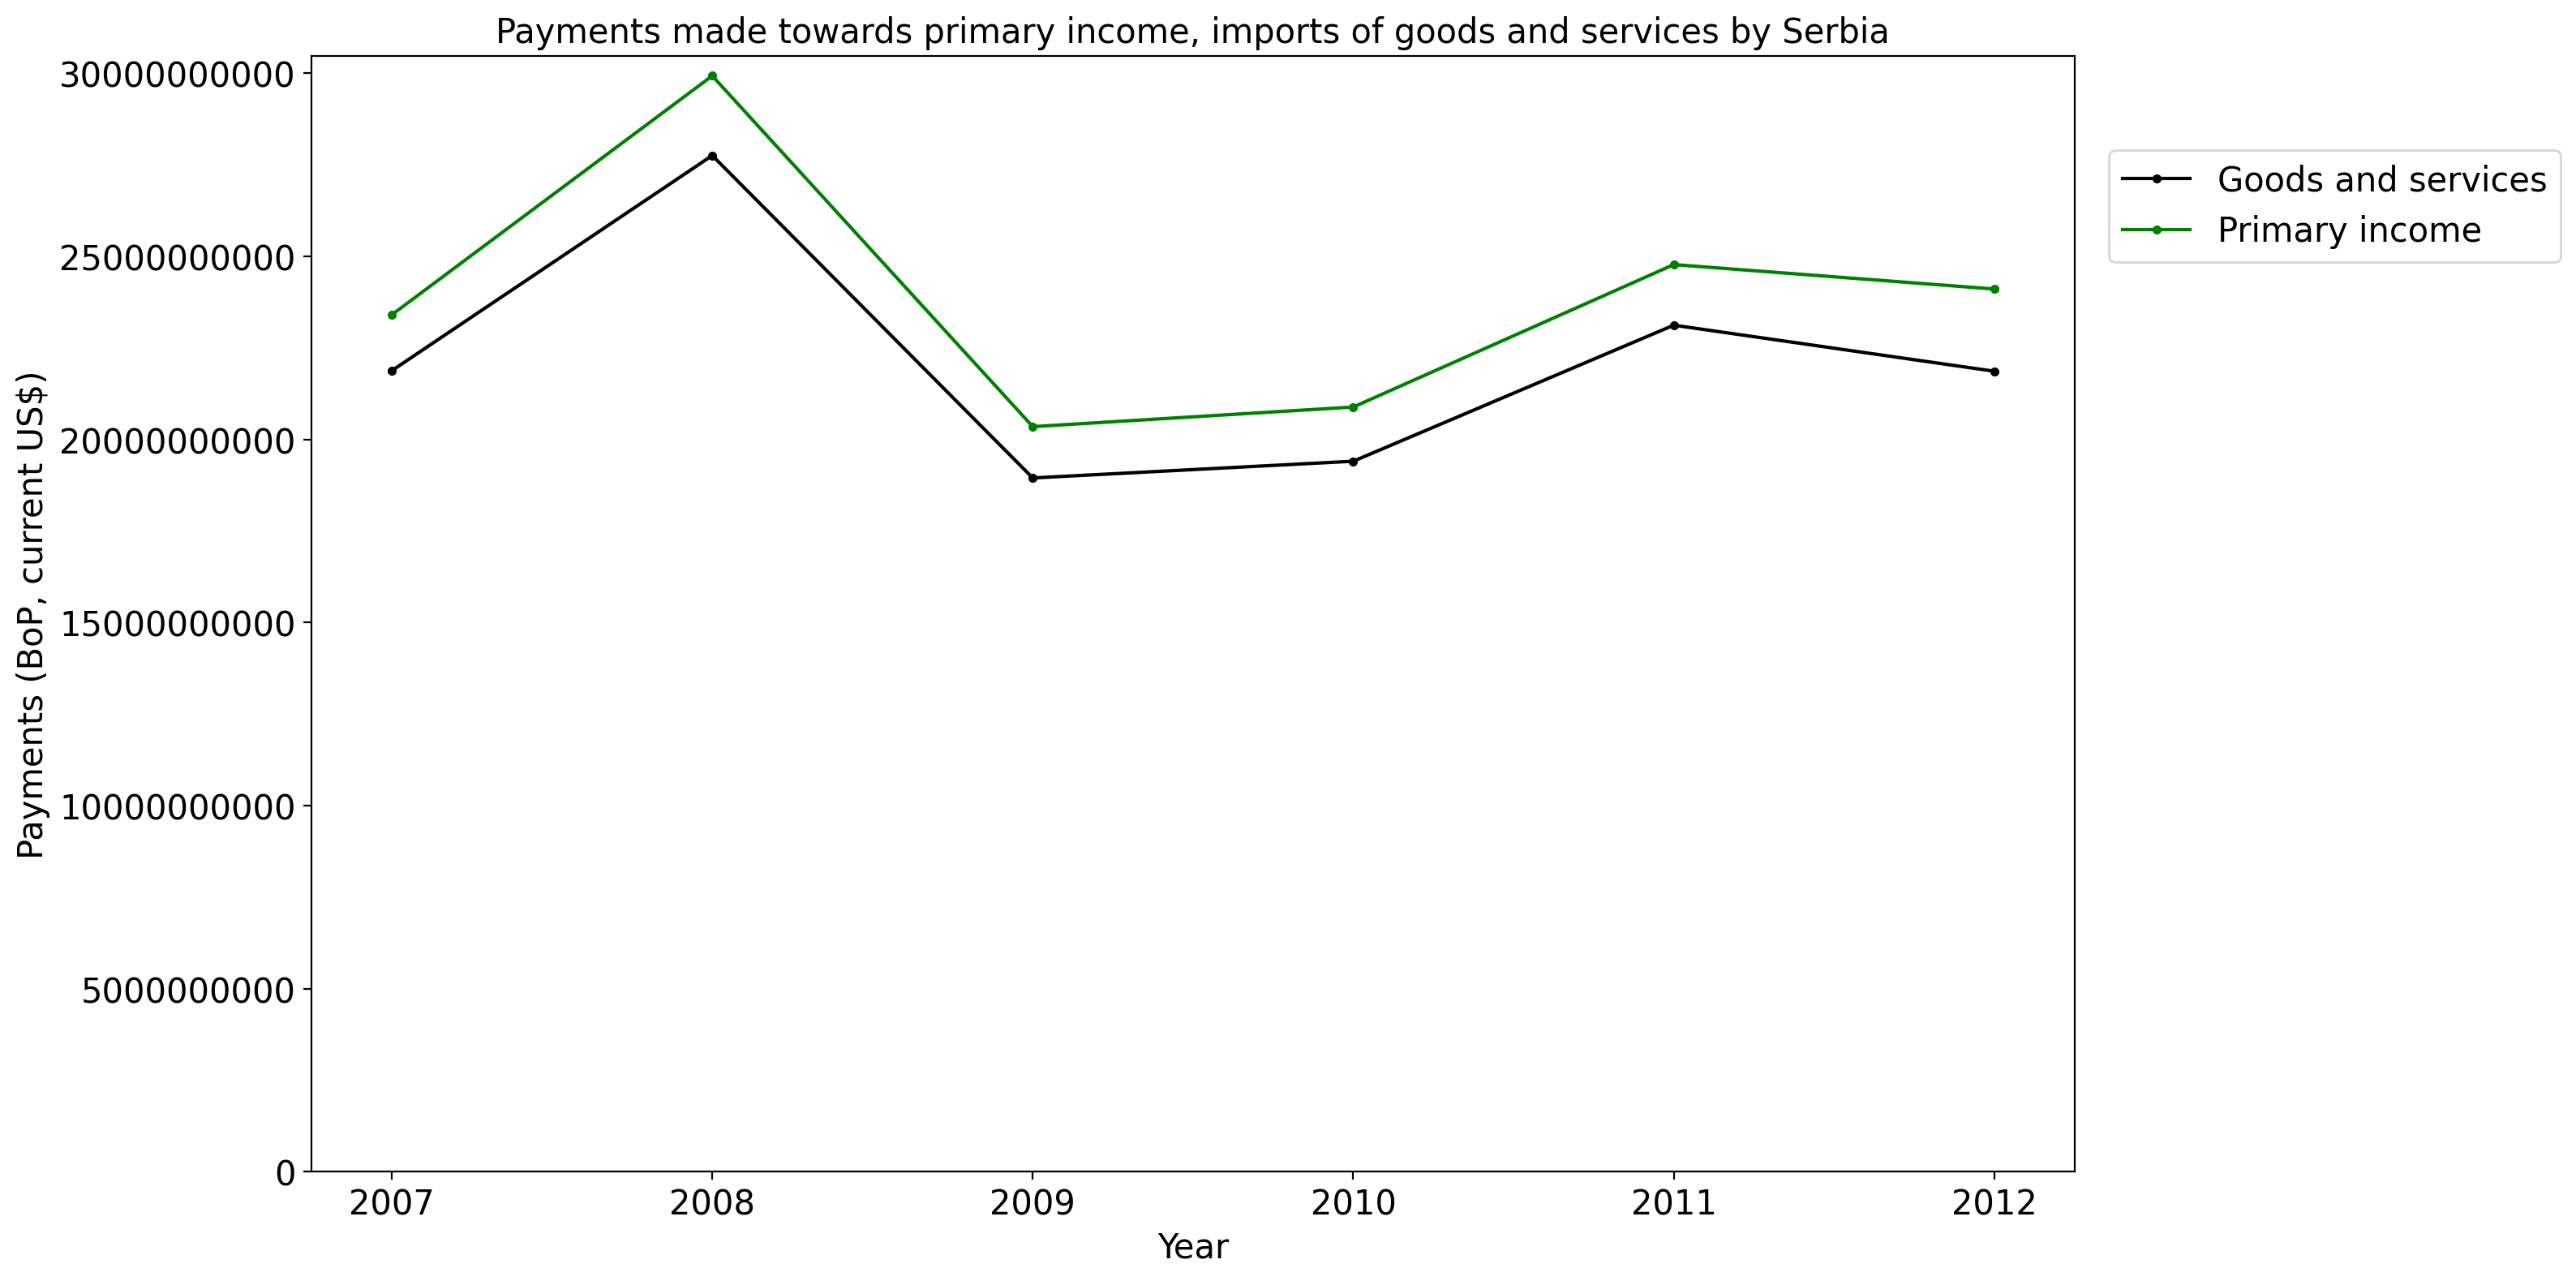 Payments made towards primary income, imports of goods and services by Serbia
30000000000
25000000000
20000000000
15000000000
10000000000
5000000000
0
Payments (BoP, current US$)
2007 2008 2009 2010 2011 2012
Year
Goods and services
Primary income